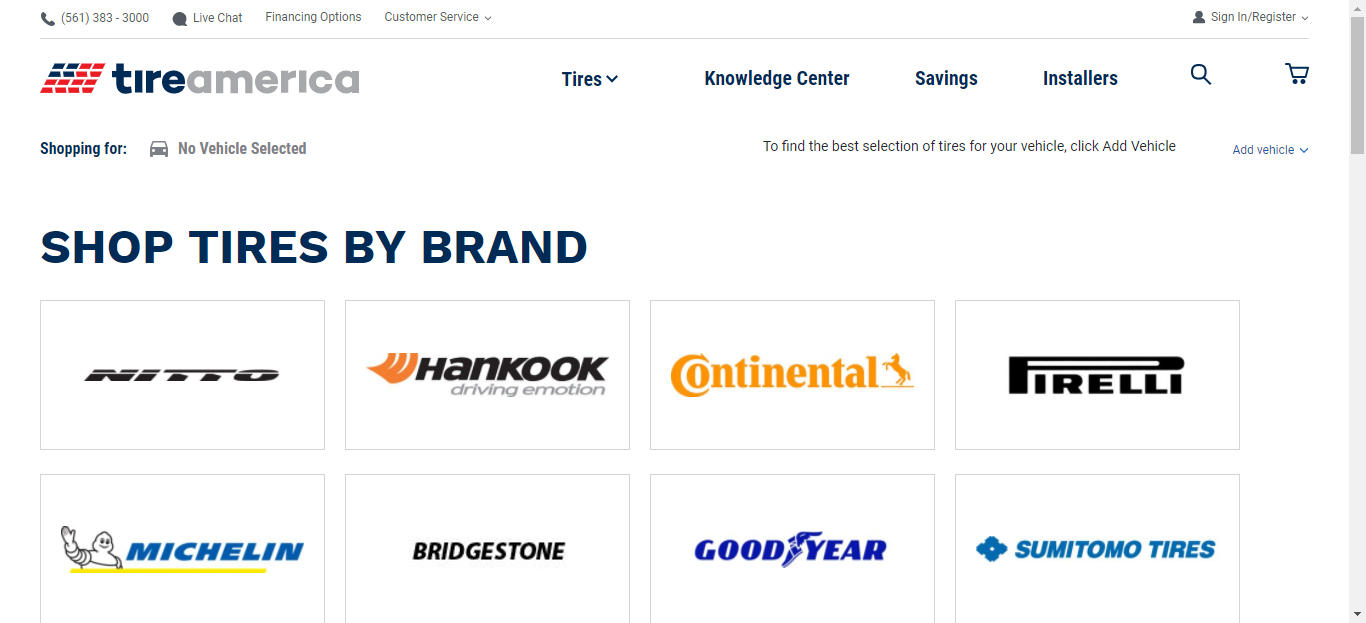 (561) 383 - 3000 Live Chat Financing Options Customer Service Sign In/Register
tireamerica Tires Knowledge Center Savings Installers
Shopping for: No Vehicle Selected To find the best selection of tires for your vehicle, click Add Vehicle Add vehicle
SHOP TIRES BY BRAND
NITTO HANKOOK Continental PIRELLI
driving emotion
MICHELIN BRIDGESTONE GOODYEAR SUMITOMO TIRES